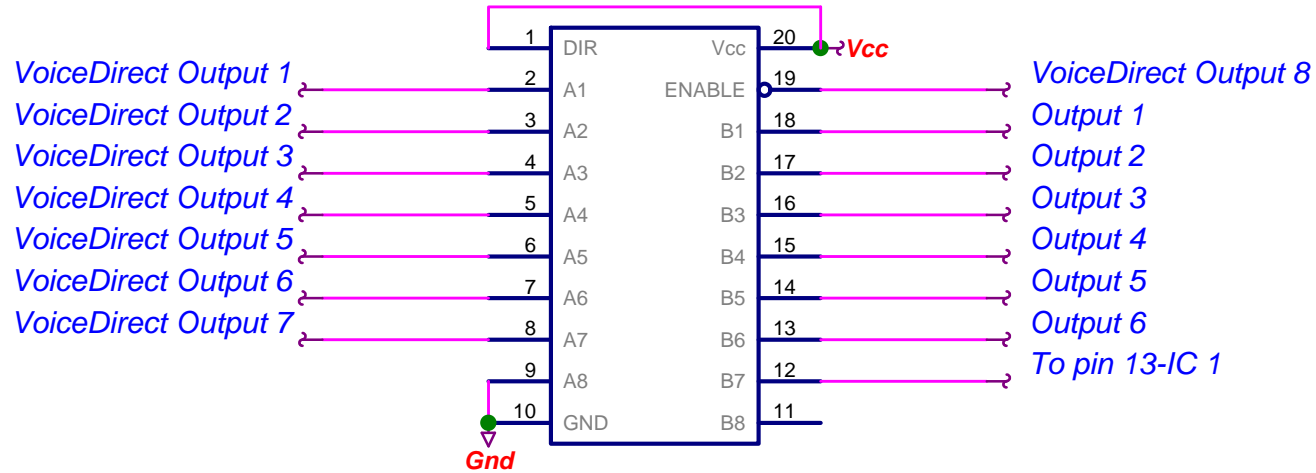 1 DIR Vcc 20 Vcc
VoiceDirect Output 1 2 A1 ENABLE 19 VoiceDirect Output 8
VoiceDirect Output 2 3 A2 B1 18 Output 1
VoiceDirect Output 3 4 A3 B2 17 Output 2
VoiceDirect Output 4 5 A4 B3 16 Output 3
VoiceDirect Output 5 6 A5 B4 15 Output 4
VoiceDirect Output 6 7 A6 B5 14 Output 5
VoiceDirect Output 7 8 A7 B6 13 Output 6
9 A8 B7 12 To pin 13-IC 1
10 GND B8 11
Gnd